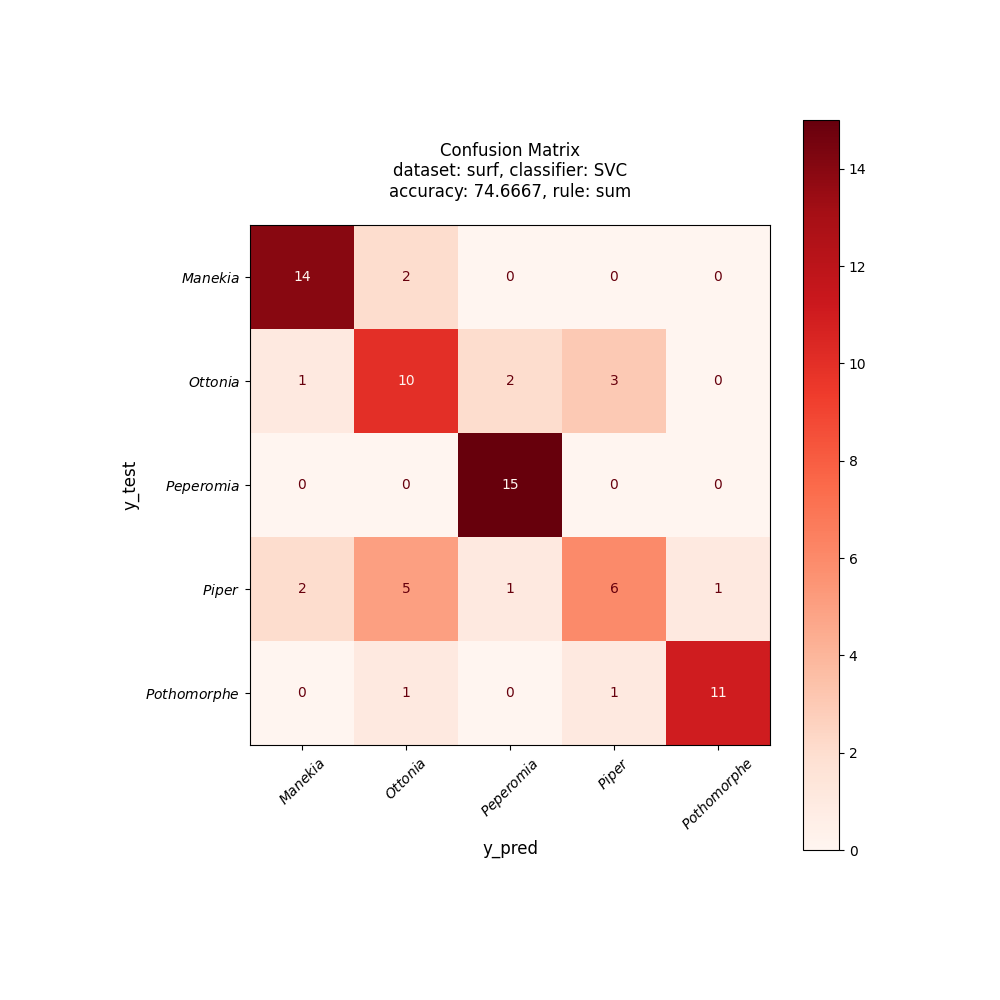 Confusion Matrix
dataset: surf, classifier: SVC
accuracy: 74.6667, rule: sum
y_test
Manekia 14 2 0 0 0
Ottonia 1 10 2 3 0
Peperomia 0 0 15 0 0
Piper 2 5 1 6 1
Pothomorphe 0 1 0 1 11
Manekia Ottonia Peperomia Piper Pothomorphe
y_pred
14
12
10
8
6
4
2
0